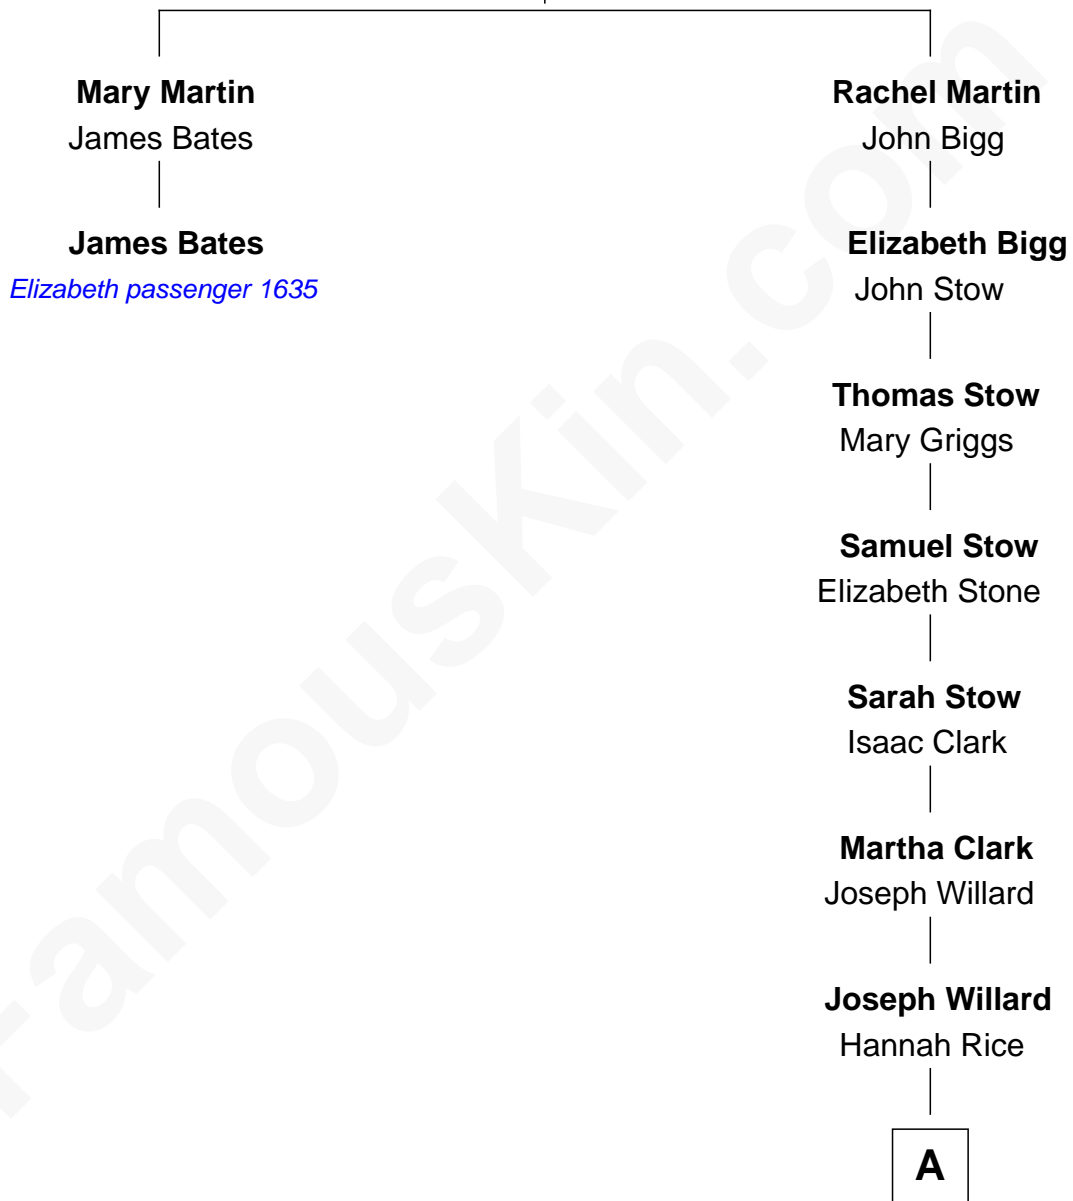 Mary Martin
James Bates
James Bates
Elizabeth passenger 1635
Rachel Martin
John Bigg
Elizabeth Bigg
John Stow
Thomas Stow
Mary Griggs
Samuel Stow
Elizabeth Stone
Sarah Stow
Isaac Clark
Martha Clark
Joseph Willard
Joseph Willard
Hannah Rice
A
FamousKin.com